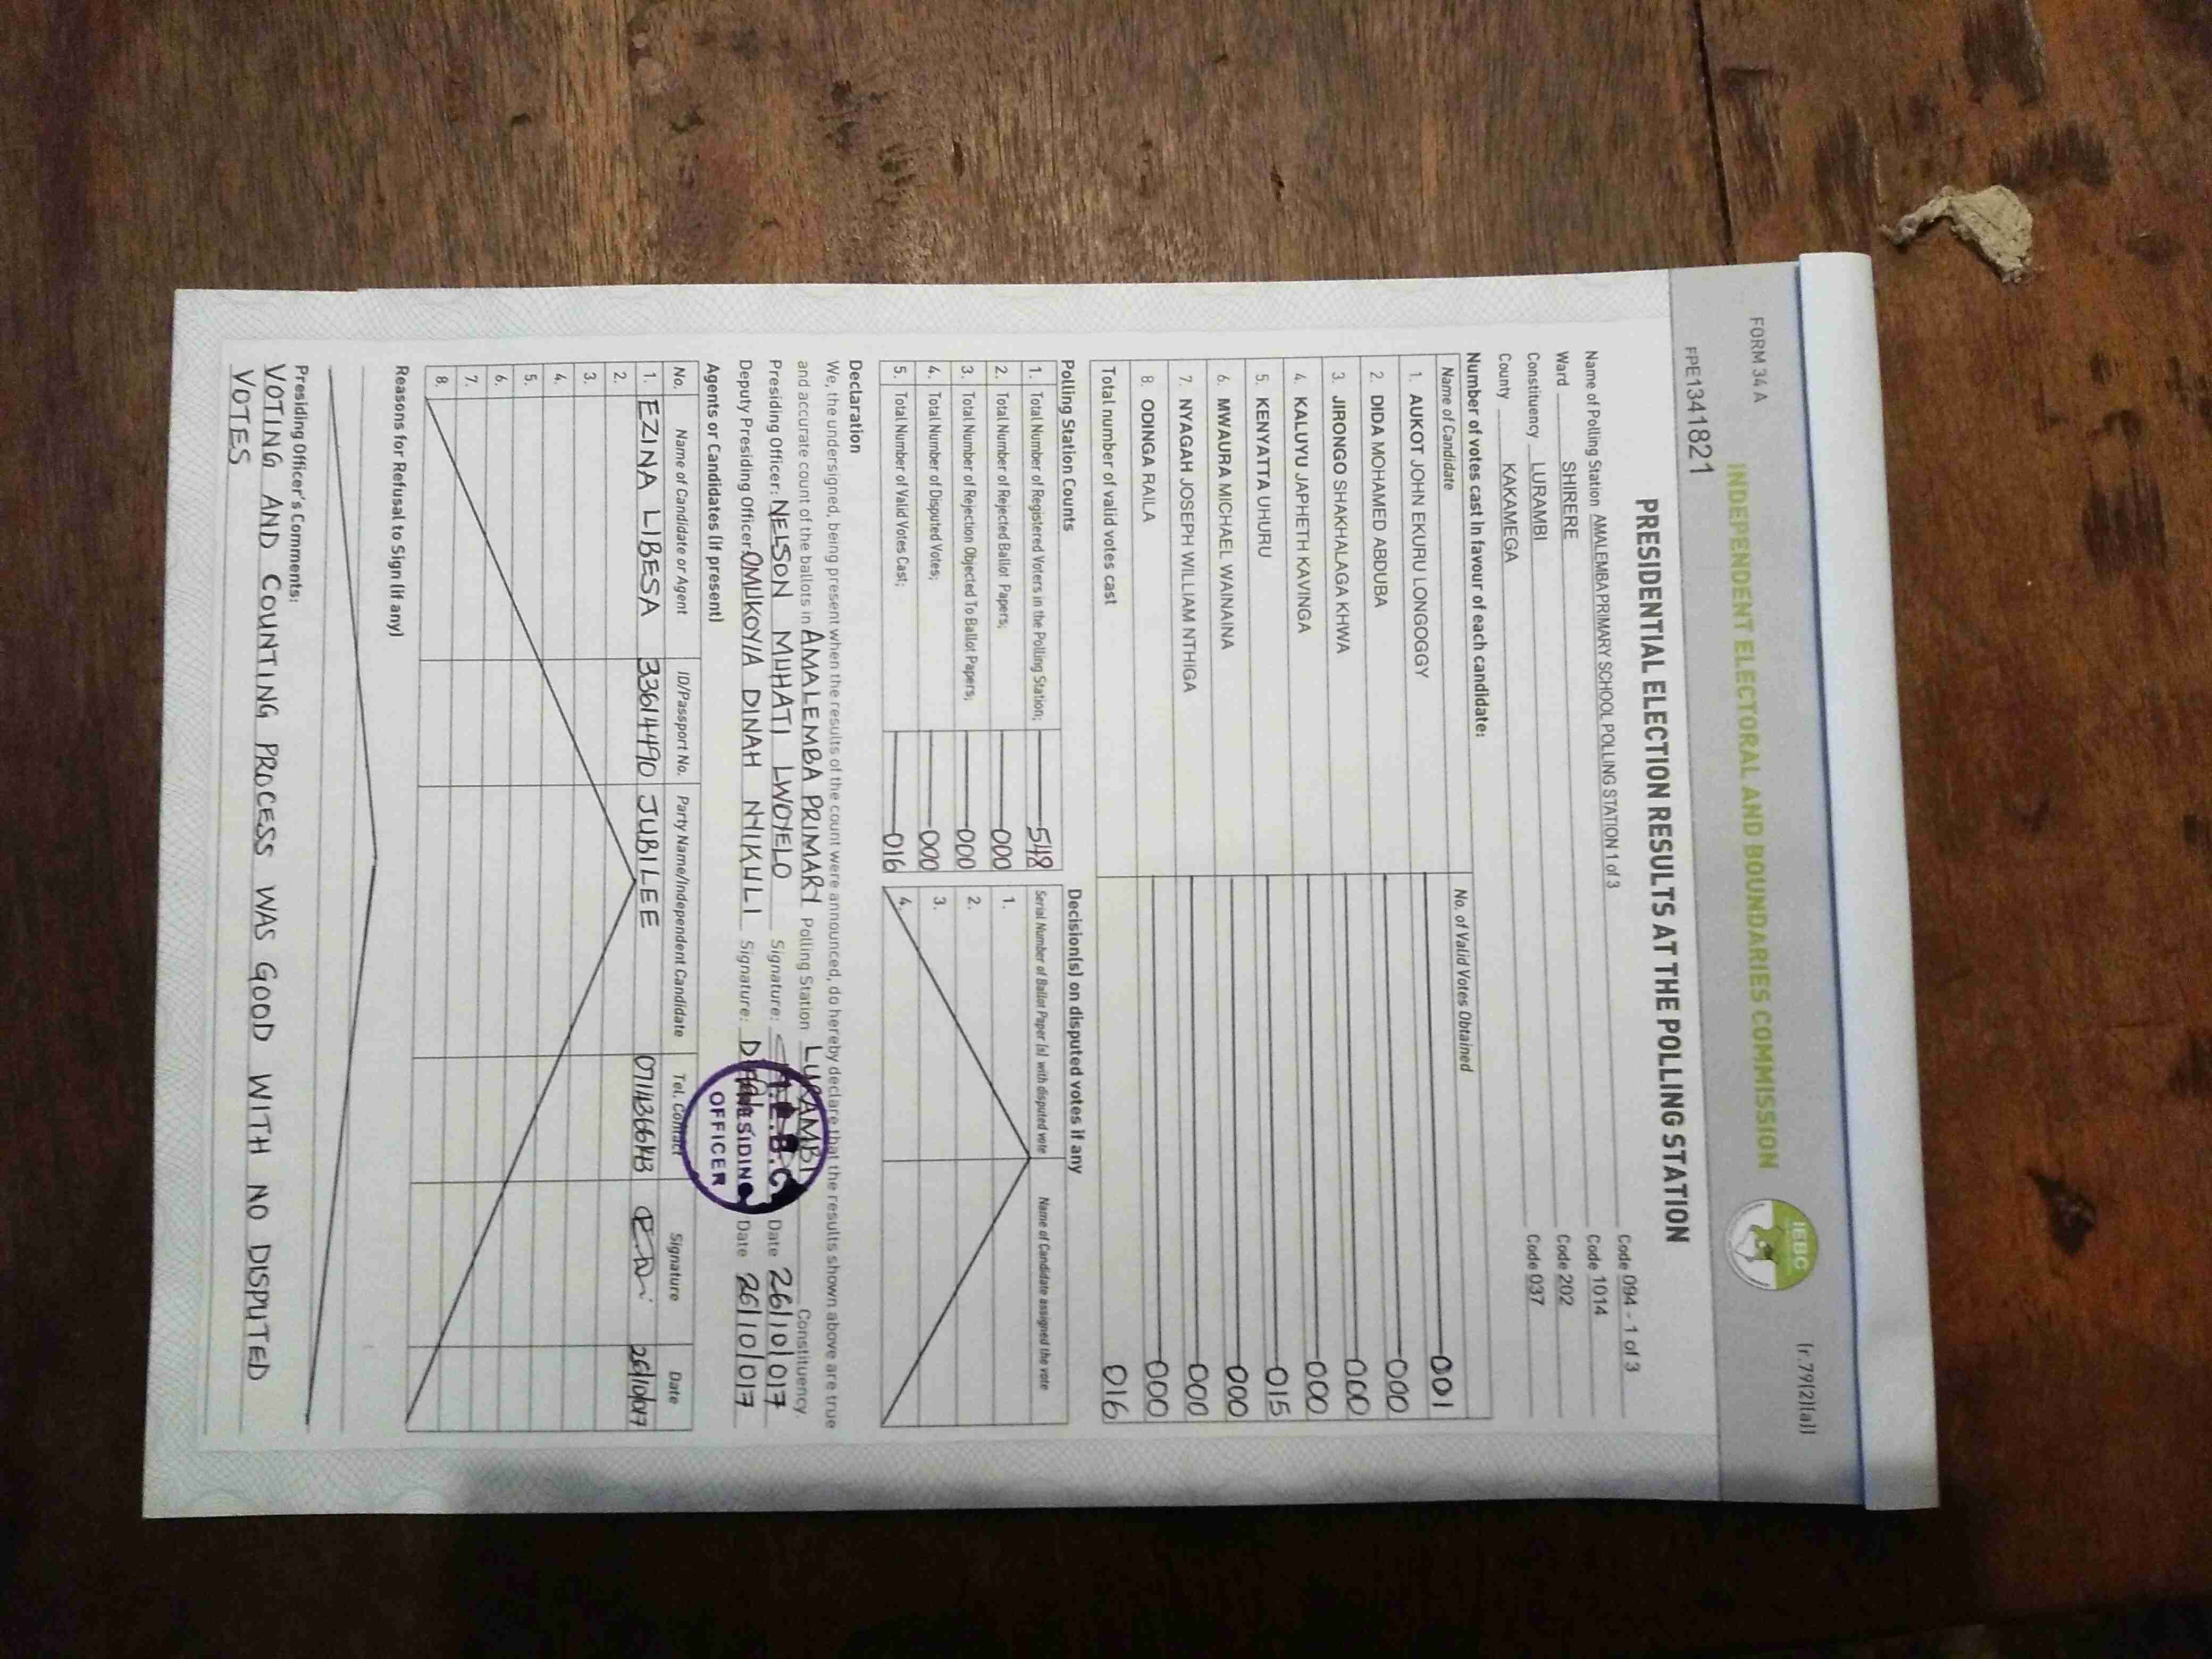 FORM 34 A
[r.79(2)(a)]
INDEPENDENT ELECTORAL AND BOUNDARIES COMMISSION
IEBC
FPE1341821
PRESIDENTIAL ELECTION RESULTS AT THE POLLING STATION
Name of Polling Station AMALEMBA PRIMARY SCHOOL POLLING STATION 1 of 3 Code 094 - 1 of 3
Ward SHIRERE Code 1014
Constituency LURAMBI Code 202
County KAKAMEGA Code 037
Number of votes cast in favour of each candidate:
Name of Candidate No. of Valid Votes Obtained
1. AUKOT JOHN EKURU LONGOGGY 001
2. DIDA MOHAMED ABDUBA 000
3. JIRONGO SHAKHALAGA KHWA 000
4. KALUYU JAPHETH KAVINGA 000
5. KENYATTA UHURU 015
6. MWAURA MICHAEL WAINAINA 000
7. NYAGAH JOSEPH WILLIAM NTHIGA 000
8. ODINGA RAILA 000
Total number of valid votes cast 016
Polling Station Counts
1. Total Number of Registered Voters in the Polling Station; 548
2. Total Number of Rejected Ballot Papers; 000
3. Total Number of Rejection Objected To Ballot Papers; 000
4. Total Number of Disputed Votes; 000
5. Total Number of Valid Votes Cast; 016
Decision(s) on disputed votes if any
Serial Number of Ballot Paper (s) with disputed vote Name of Candidate assigned the vote
1.
2.
3.
4.
Declaration
We, the undersigned, being present when the results of the count were announced, do hereby declare that the results shown above are true
and accurate count of the ballots in AMALEMBA PRIMARY Polling Station LURAMBI Constituency.
Presiding Officer: NELSON MUHATI LWOYELO Signature: Date 26/10/017
Deputy Presiding Officer: OMUKOYIA DINAH NYIKULI Signature: Date 26/10/017
I.E.B.C
PRESIDING
OFFICER
Agents or Candidates (if present)
No. Name of Candidate or Agent ID/Passport No. Party Name/Independent Candidate Tel. Contact Signature Date
1. EZINA LIBESA 33614490 JUBILEE 26/10/017
2.
3.
4.
5.
6.
7.
8.
Reasons for Refusal to Sign (if any)
Presiding Officer's Comments:
VOTING AND COUNTING PROCESS WAS GOOD WITH NO DISPUTED
VOTES